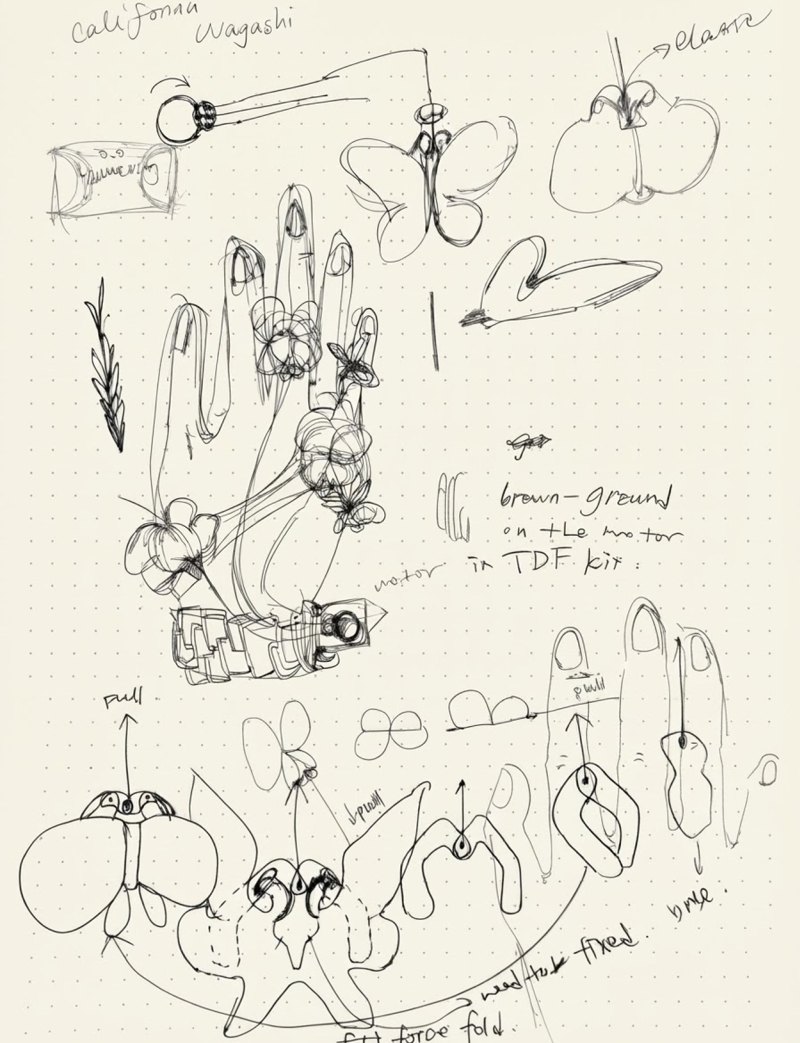 California
Wagashi
elastic
brown-ground
on the motor
in TDF kit.
motor
pull
pull
pull
base.
need to be fixed.
force fold.